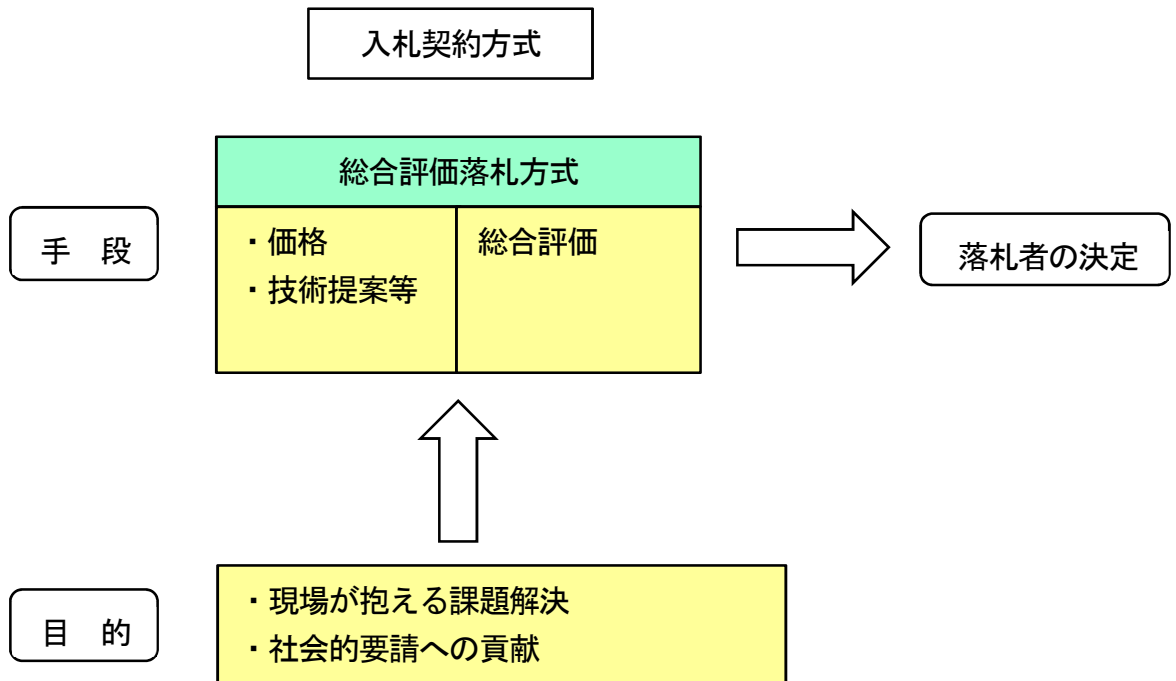 入札契約方式
総合評価落札方式
手　段
・価格
・技術提案等
総合評価
落札者の決定
目　的
・現場が抱える課題解決
・社会的要請への貢献